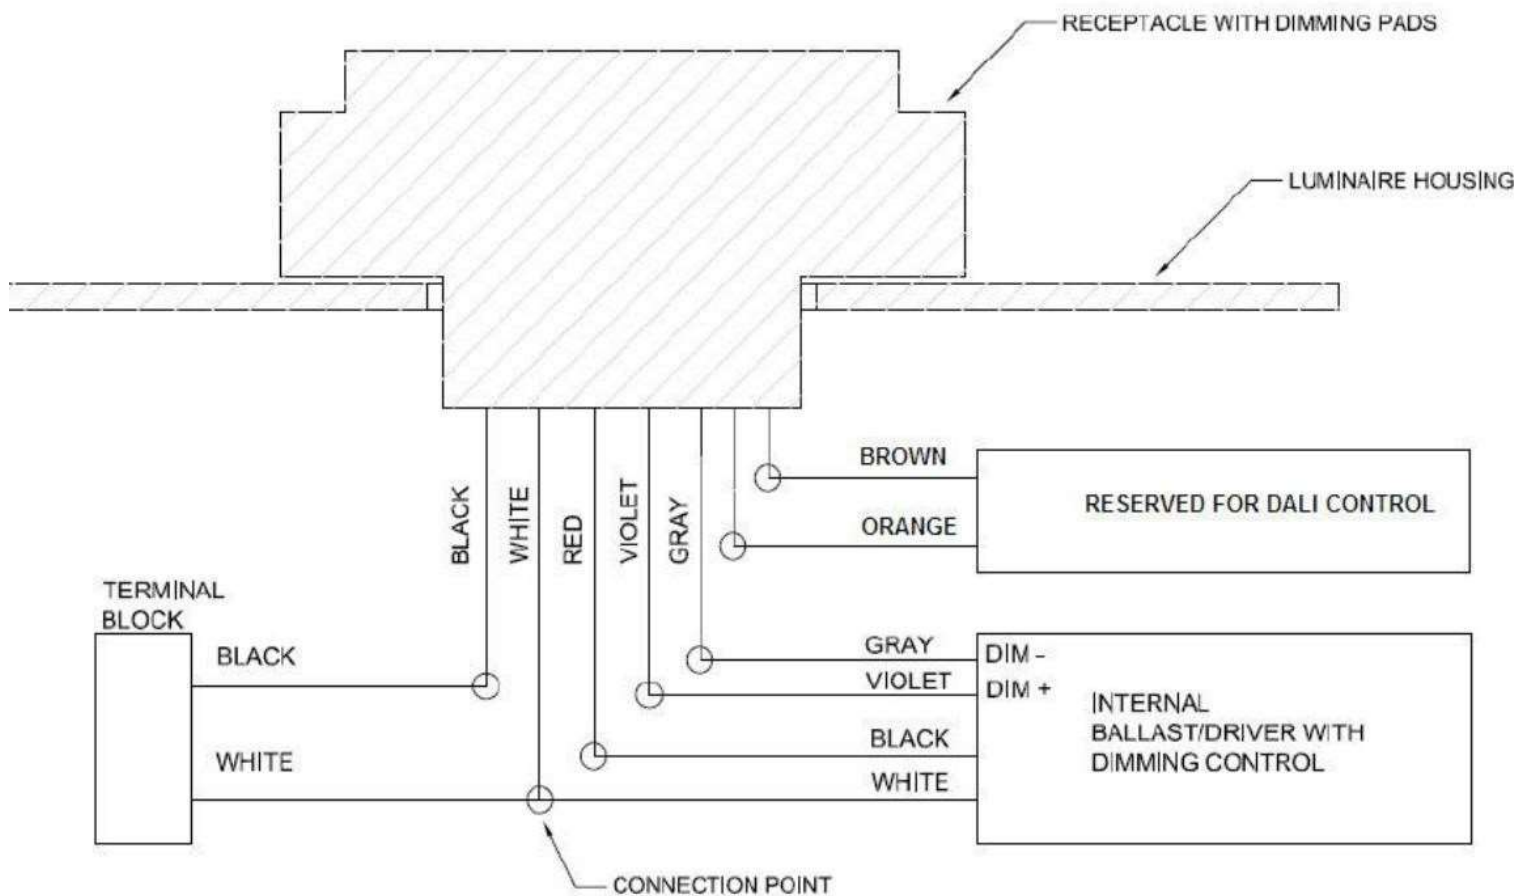 RECEPTACLE WITH DIMMING PADS
LUMINAIRE HOUSING
BROWN
RESERVED FOR DALI CONTROL
ORANGE
BLACK
WHITE
RED
VIOLET
GRAY
TERMINAL
BLOCK
BLACK
WHITE
GRAY
VIOLET
BLACK
WHITE
DIM -
DIM +
INTERNAL
BALLAST/DRIVER WITH
DIMMING CONTROL
CONNECTION POINT